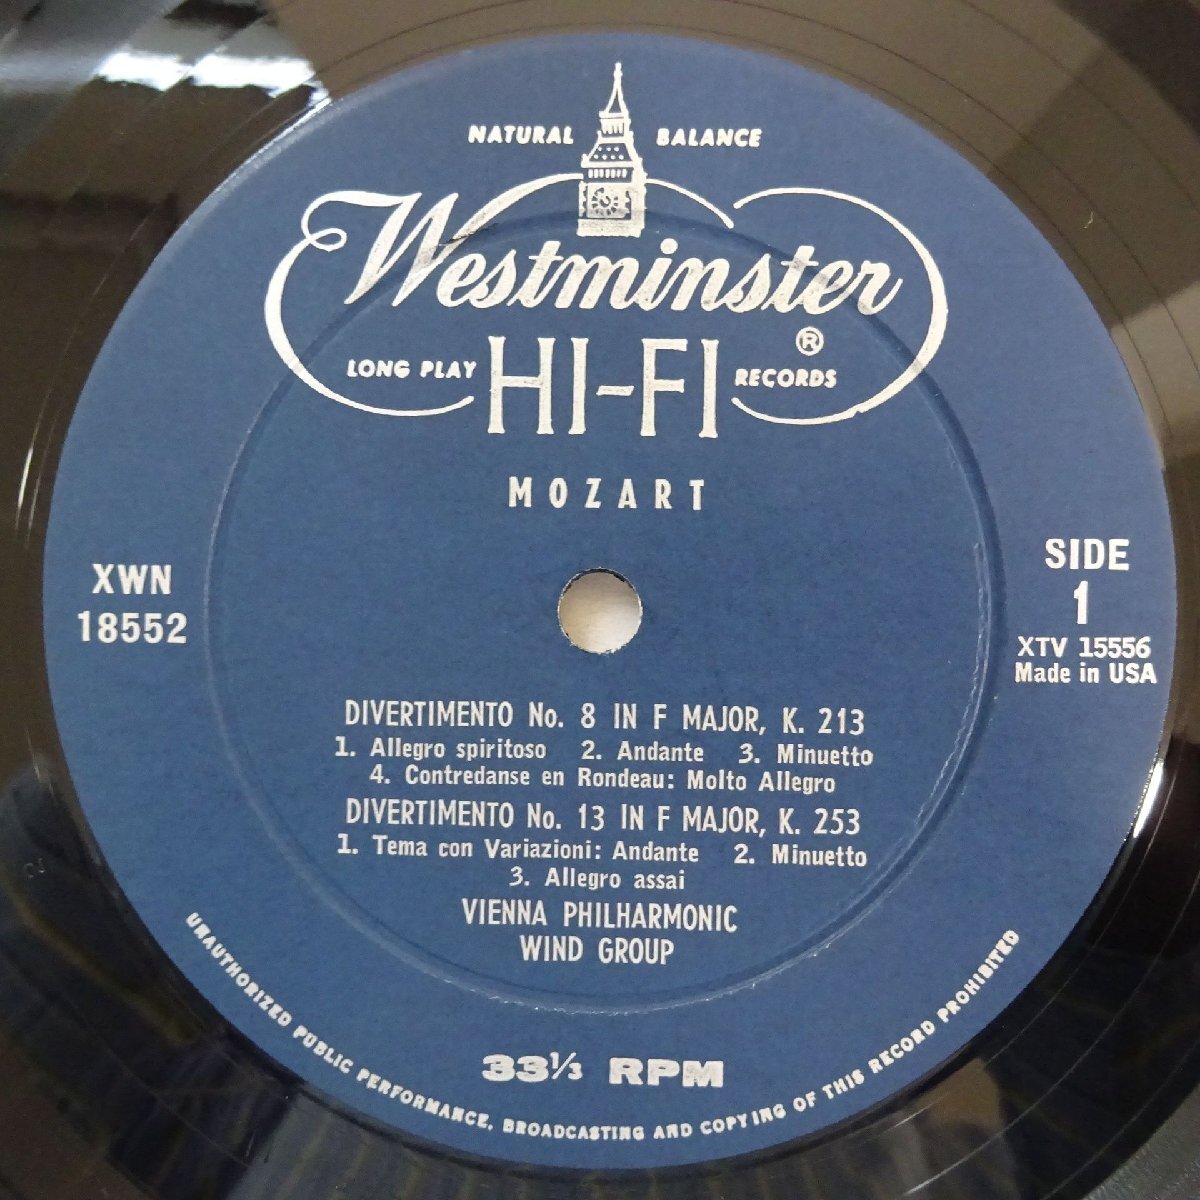 NATURAL BALANCE
Westminster ®
LONG PLAY HI-FI RECORDS
MOZART
XWN
18552
SIDE
1
XTV 15556
Made in USA
DIVERTIMENTO No. 8 IN F MAJOR, K. 213
1. Allegro spiritoso 2. Andante 3. Minuetto
4. Contredanse en Rondeau: Molto Allegro
DIVERTIMENTO No. 13 IN F MAJOR, K. 253
1. Tema con Variazioni: Andante 2. Minuetto
3. Allegro assai
VIENNA PHILHARMONIC
WIND GROUP
33⅓ RPM
UNAUTHORIZED PUBLIC PERFORMANCE, BROADCASTING AND COPYING OF THIS RECORD PROHIBITED